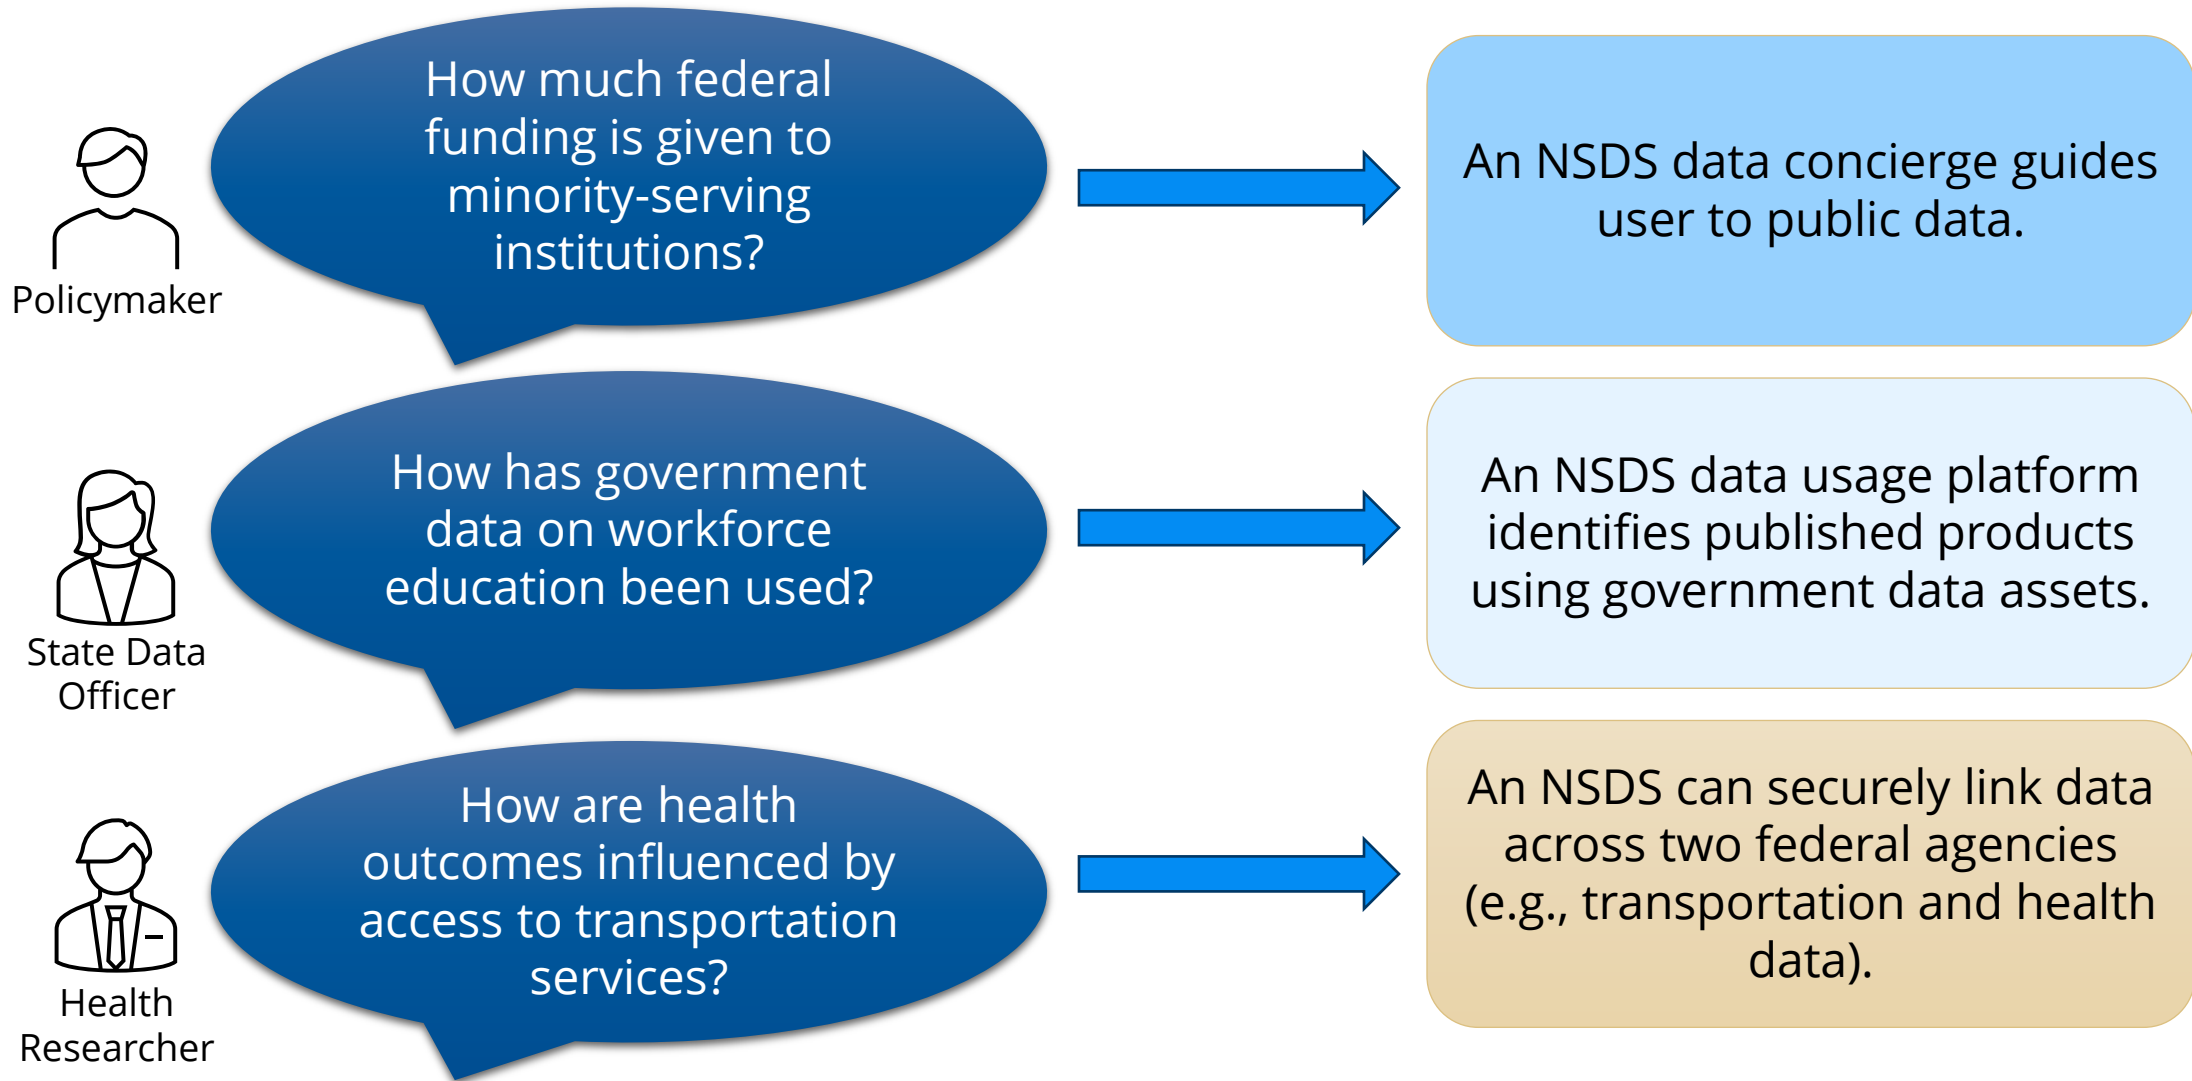 How much federal
funding is given to
minority-serving
institutions?
Policymaker
An NSDS data concierge guides
user to public data.
How has government
data on workforce
education been used?
State Data
Officer
An NSDS data usage platform
identifies published products
using government data assets.
How are health
outcomes influenced by
access to transportation
services?
Health
Researcher
An NSDS can securely link data
across two federal agencies
(e.g., transportation and health
data).